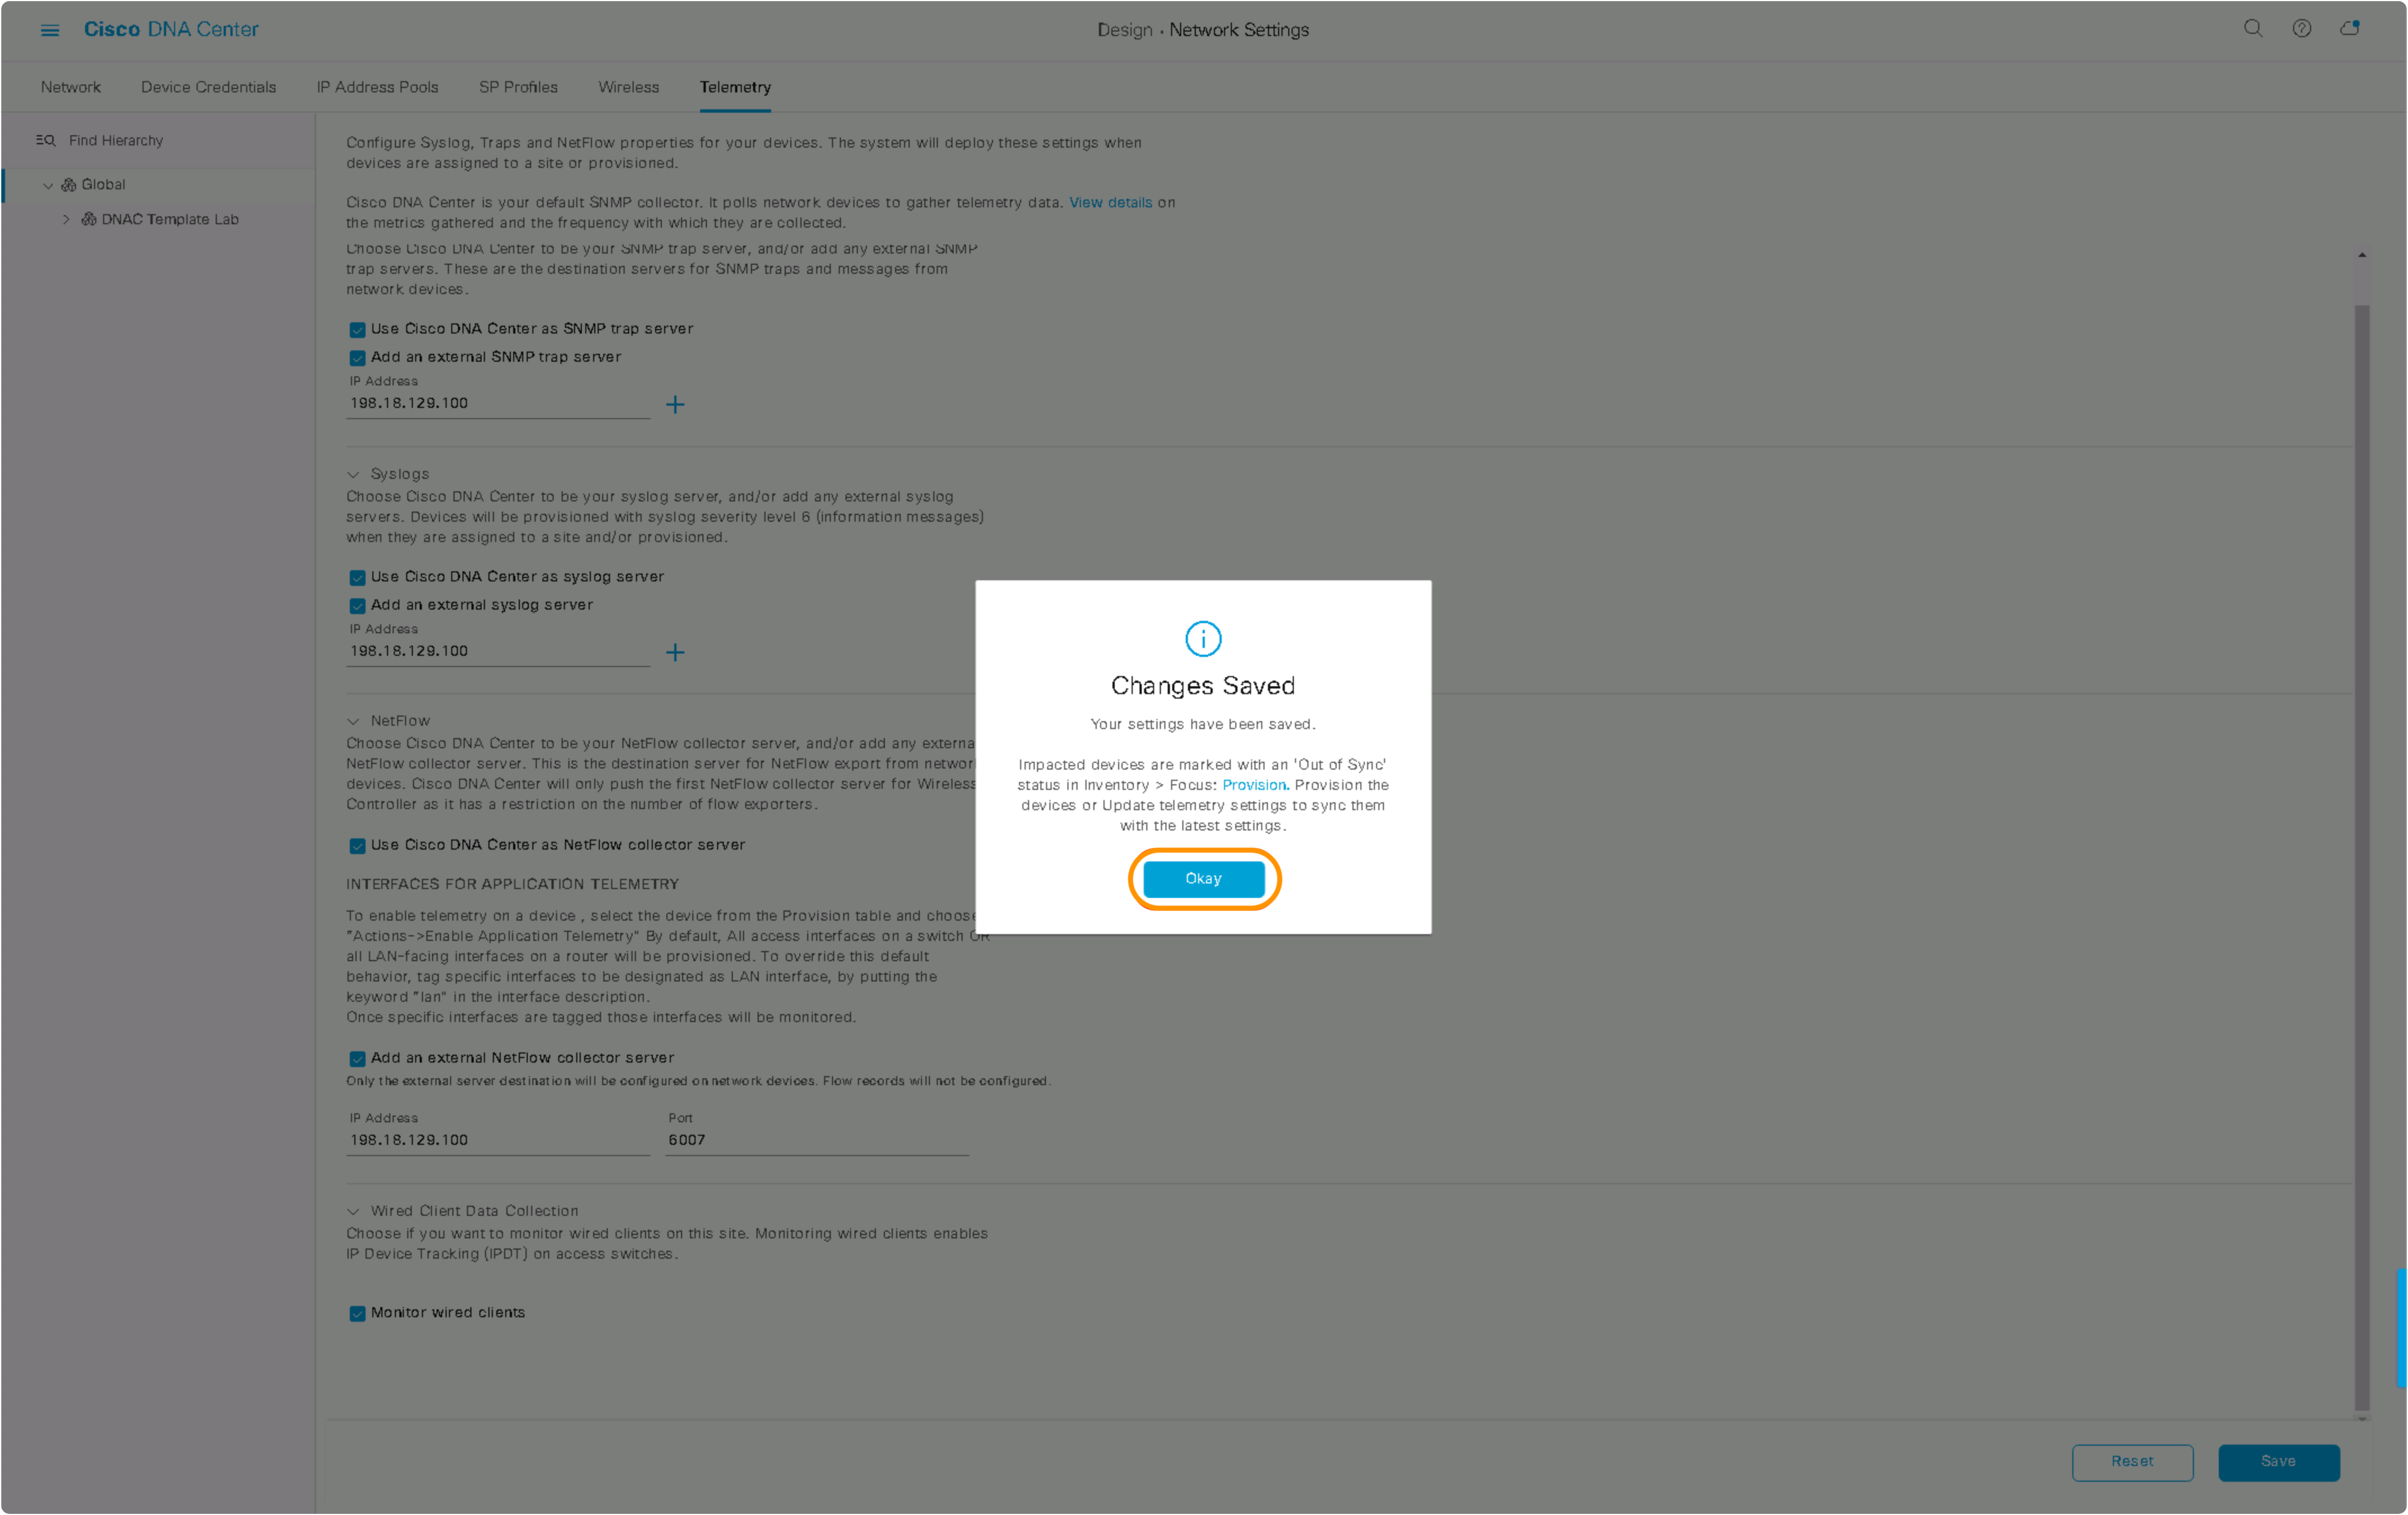 Cisco DNA Center
Design · Network Settings
Network Device Credentials IP Address Pools SP Profiles Wireless Telemetry
Find Hierarchy
Global
DNAC Template Lab
Configure Syslog, Traps and NetFlow properties for your devices. The system will deploy these settings when
devices are assigned to a site or provisioned.
Cisco DNA Center is your default SNMP collector. It polls network devices to gather telemetry data. View details on
the metrics gathered and the frequency with which they are collected.
Choose Cisco DNA Center to be your SNMP trap server, and/or add any external SNMP
trap servers. These are the destination servers for SNMP traps and messages from
network devices.
Use Cisco DNA Center as SNMP trap server
Add an external SNMP trap server
IP Address
198.18.129.100
Syslogs
Choose Cisco DNA Center to be your syslog server, and/or add any external syslog
servers. Devices will be provisioned with syslog severity level 6 (information messages)
when they are assigned to a site and/or provisioned.
Use Cisco DNA Center as syslog server
Add an external syslog server
IP Address
198.18.129.100
NetFlow
Choose Cisco DNA Center to be your NetFlow collector server, and/or add any externa
NetFlow collector server. This is the destination server for NetFlow export from networ
devices. Cisco DNA Center will only push the first NetFlow collector server for Wireless
Controller as it has a restriction on the number of flow exporters.
Use Cisco DNA Center as NetFlow collector server
INTERFACES FOR APPLICATION TELEMETRY
To enable telemetry on a device , select the device from the Provision table and choose
"Actions->Enable Application Telemetry" By default, All access interfaces on a switch OR
all LAN-facing interfaces on a router will be provisioned. To override this default
behavior, tag specific interfaces to be designated as LAN interface, by putting the
keyword "lan" in the interface description.
Once specific interfaces are tagged those interfaces will be monitored.
Add an external NetFlow collector server
Only the external server destination will be configured on network devices. Flow records will not be configured.
IP Address Port
198.18.129.100 6007
Wired Client Data Collection
Choose if you want to monitor wired clients on this site. Monitoring wired clients enables
IP Device Tracking (IPDT) on access switches.
Monitor wired clients
Changes Saved
Your settings have been saved.
Impacted devices are marked with an 'Out of Sync'
status in Inventory > Focus: Provision. Provision the
devices or Update telemetry settings to sync them
with the latest settings.
Okay
Reset Save